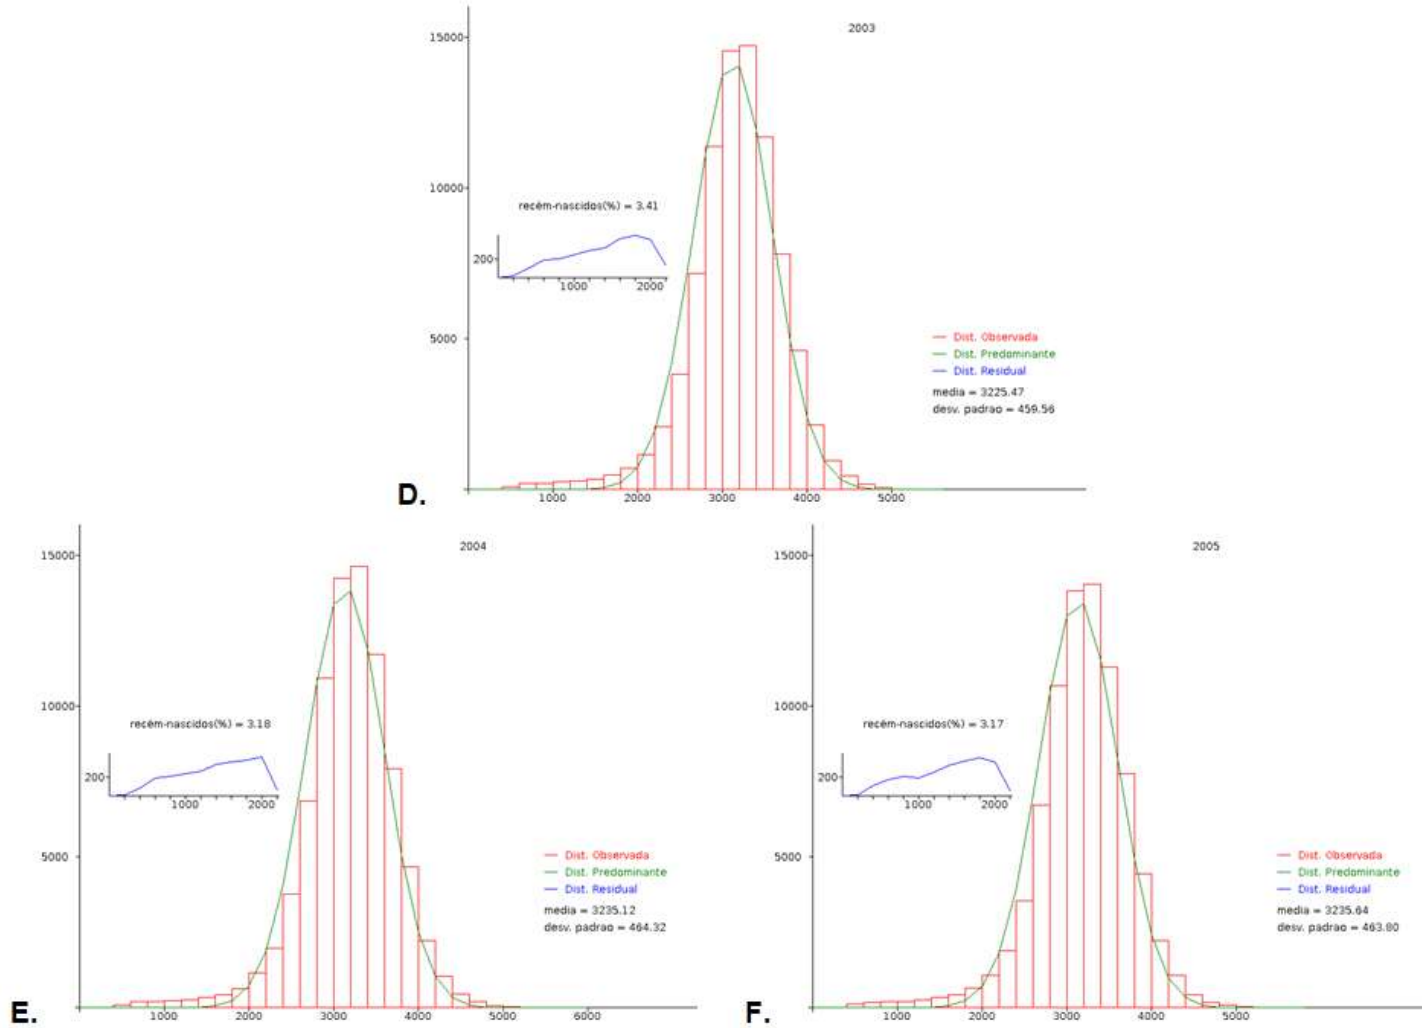 2003
15000
10000
5000
recém-nascidos(%) = 3.41
200
1000 2000
Dist. Observada
Dist. Predominante
Dist. Residual
media = 3225.47
desv. padrao = 459.56
1000 2000 3000 4000 5000
D.
2004
15000
10000
5000
recém-nascidos(%) = 3.18
200
1000 2000
Dist. Observada
Dist. Predominante
Dist. Residual
media = 3235.12
desv. padrao = 464.32
1000 2000 3000 4000 5000 6000
E.
2005
15000
10000
5000
recém-nascidos(%) = 3.17
200
1000 2000
Dist. Observada
Dist. Predominante
Dist. Residual
media = 3235.64
desv. padrao = 463.80
1000 2000 3000 4000 5000
F.